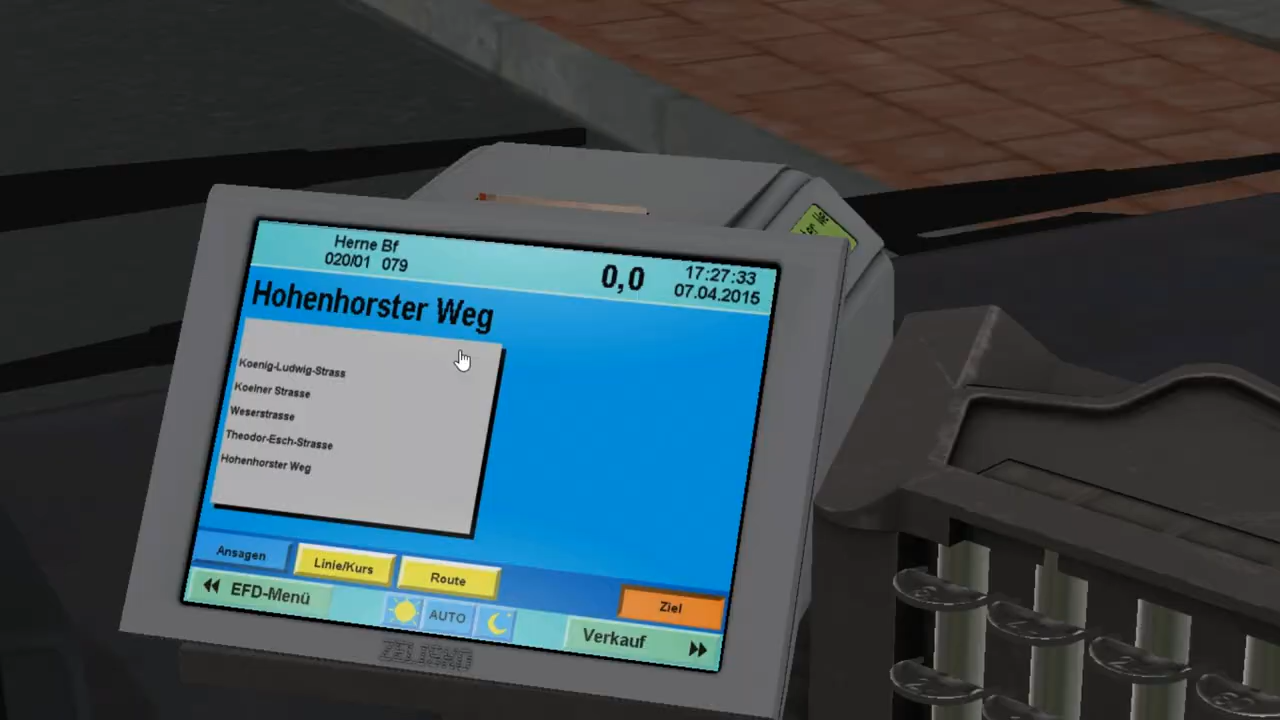 Herne Bf
020/01 079
0,0
17:27:33
07.04.2015
Hohenhorster Weg
Koenig-Ludwig-Strass
Koelner Strasse
Weserstrasse
Theodor-Esch-Strasse
Hohenhorster Weg
Ansagen
Linie/Kurs
Route
Ziel
EFD-Menü
AUTO
Verkauf